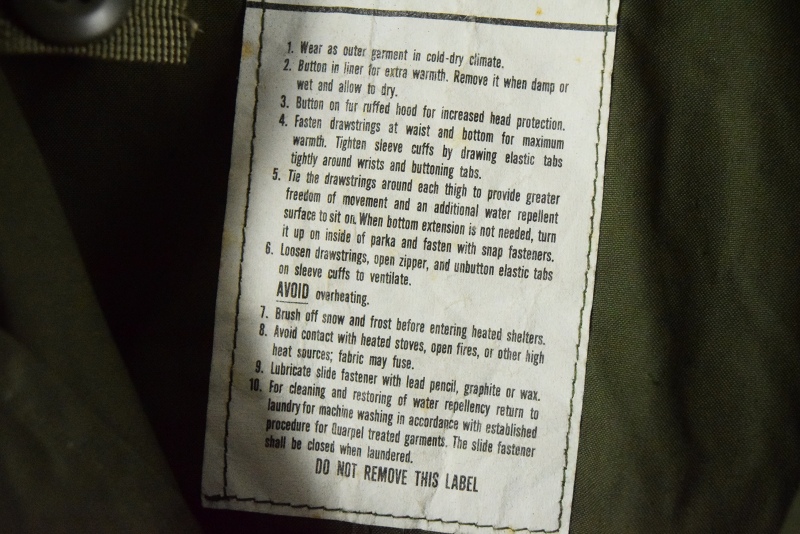 1. Wear as outer garment in cold-dry climate.
2. Button in liner for extra warmth. Remove it when damp or
wet and allow to dry.
3. Button on fur ruffed hood for increased head protection.
4. Fasten drawstrings at waist and bottom for maximum
warmth. Tighten sleeve cuffs by drawing elastic tabs
tightly around wrists and buttoning tabs.
5. Tie the drawstrings around each thigh to provide greater
freedom of movement and an additional water repellent
surface to sit on. When bottom extension is not needed, turn
it up on inside of parka and fasten with snap fasteners.
6. Loosen drawstrings, open zipper, and unbutton elastic tabs
on sleeve cuffs to ventilate.
AVOID overheating.
7. Brush off snow and frost before entering heated shelters.
8. Avoid contact with heated stoves, open fires, or other high
heat sources; fabric may fuse.
9. Lubricate slide fastener with lead pencil, graphite or wax.
10. For cleaning and restoring of water repellency return to
laundry for machine washing in accordance with established
procedure for Quarpel treated garments. The slide fastener
shall be closed when laundered.
DO NOT REMOVE THIS LABEL